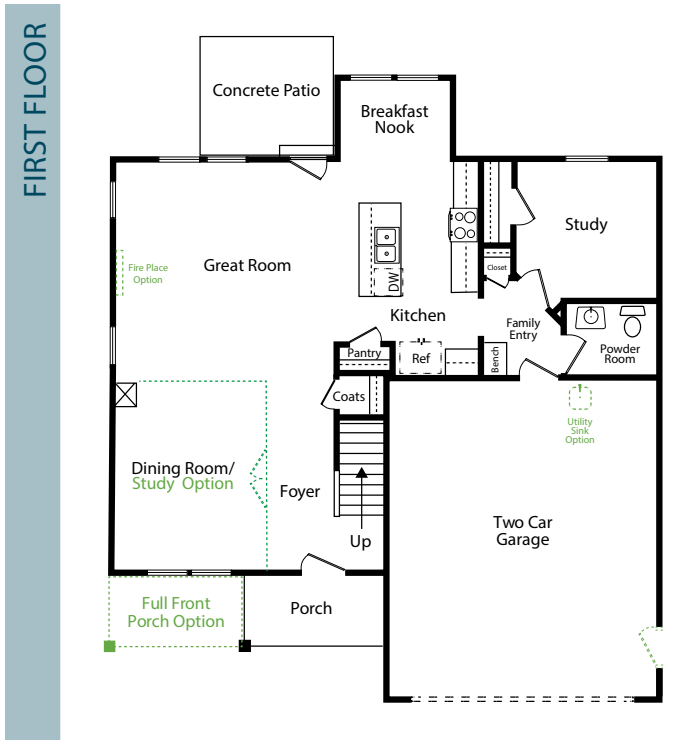 FIRST FLOOR
Concrete Patio
Breakfast
Nook
Study
Great Room
Fire Place
Option
DW
Closet
Kitchen
Family
Entry
Powder
Room
Pantry
Ref
Bench
Coats
Utility
Sink
Option
Dining Room/
Study Option
Foyer
Up
Two Car
Garage
Full Front
Porch Option
Porch